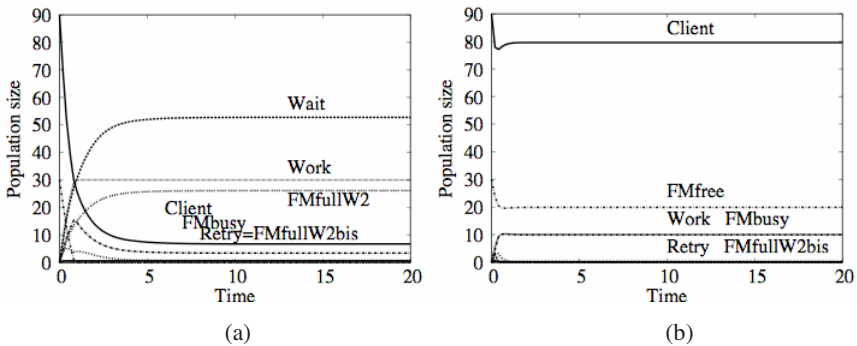 90
80
70
60
50
40
30
20
10
0
Population size
Wait
Work
FMfullW2
Client
FMbusy
Retry=FMfullW2bis
0 5 10 15 20
Time
(a)
90
80
70
60
50
40
30
20
10
0
Population size
Client
FMfree
Work FMbusy
Retry FMfullW2bis
0 5 10 15 20
Time
(b)